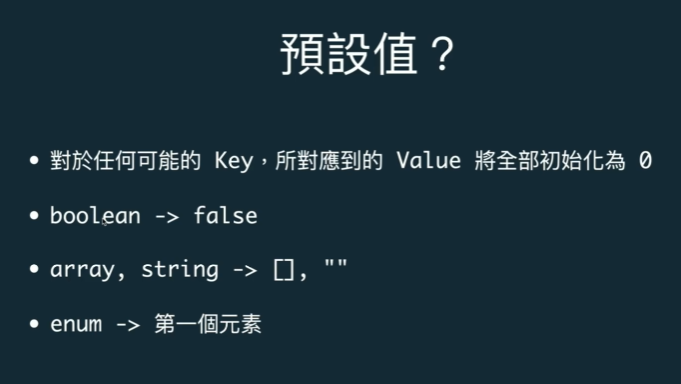 預設值？
• 對於任何可能的 Key，所對應到的 Value 將全部初始化為 0
• boolean -> false
• array, string -> [], ""
• enum -> 第一個元素